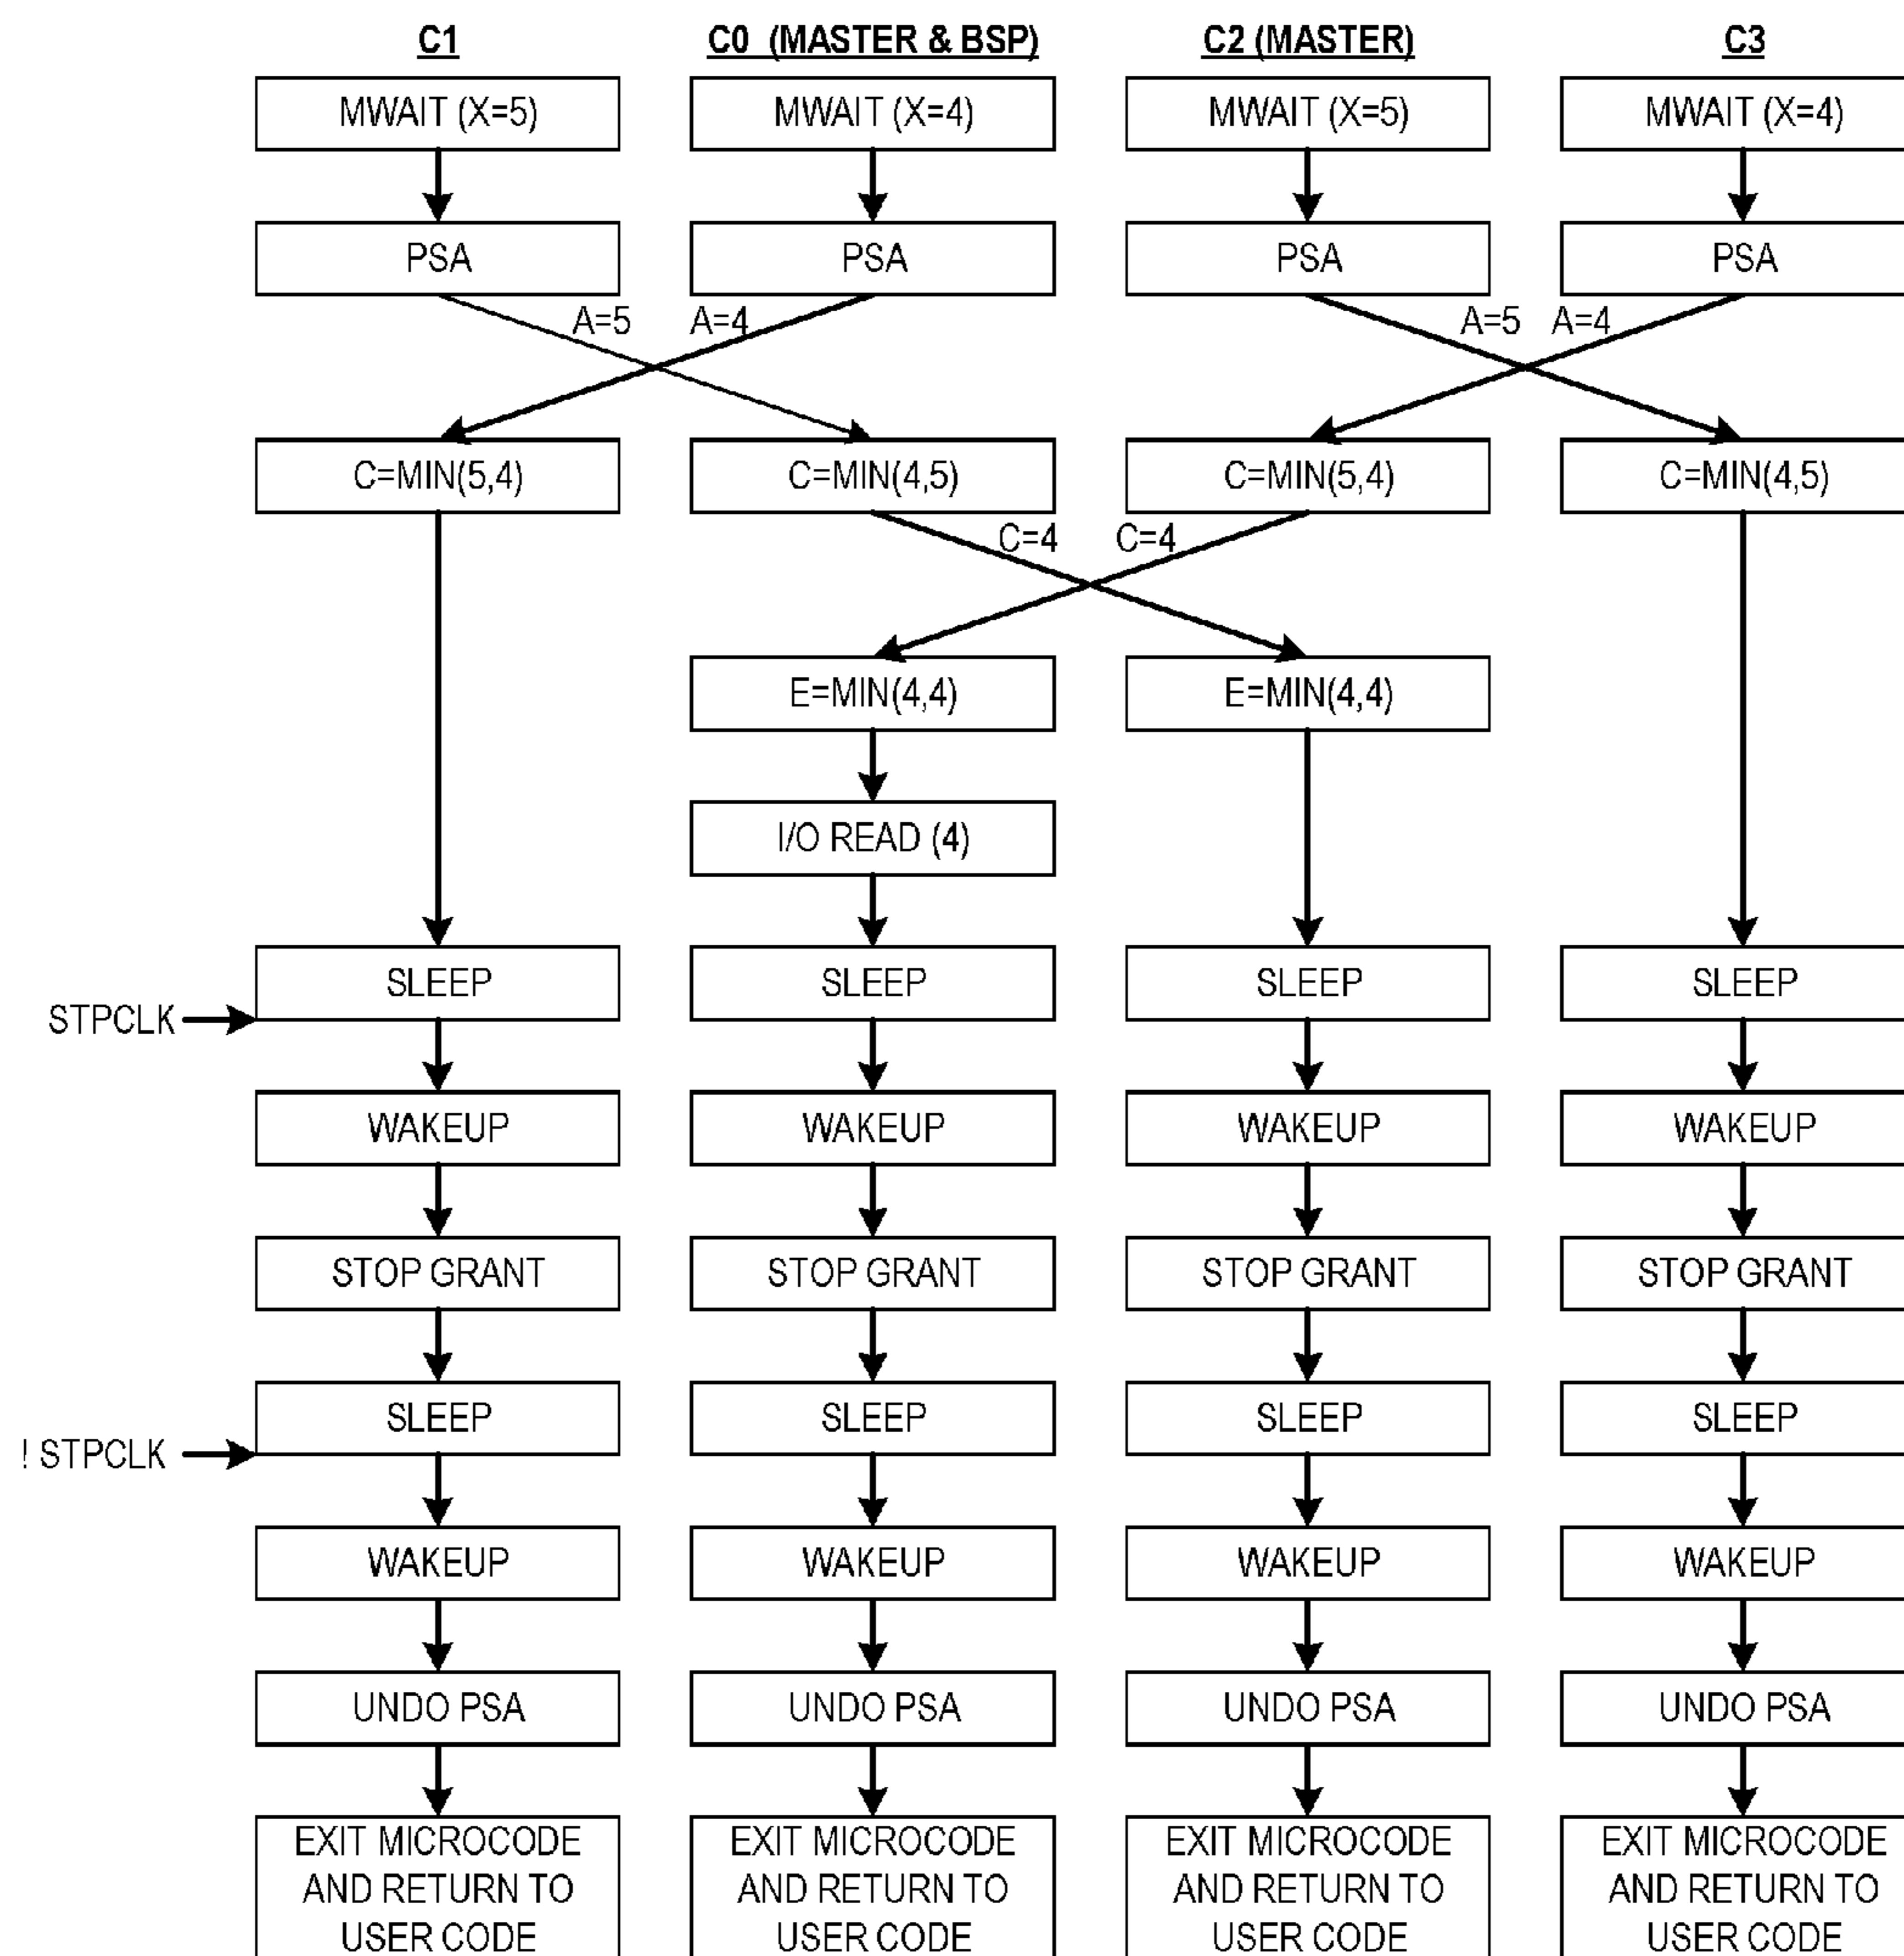 C1 C0 (MASTER & BSP) C2 (MASTER) C3
MWAIT (X=5) MWAIT (X=4) MWAIT (X=5) MWAIT (X=4)
PSA PSA PSA PSA
A=5 A=4 A=5 A=4
C=MIN(5,4) C=MIN(4,5) C=MIN(5,4) C=MIN(4,5)
C=4 C=4
E=MIN(4,4) E=MIN(4,4)
I/O READ (4)
SLEEP SLEEP SLEEP SLEEP
STPCLK
WAKEUP WAKEUP WAKEUP WAKEUP
STOP GRANT STOP GRANT STOP GRANT STOP GRANT
SLEEP SLEEP SLEEP SLEEP
! STPCLK
WAKEUP WAKEUP WAKEUP WAKEUP
UNDO PSA UNDO PSA UNDO PSA UNDO PSA
EXIT MICROCODE EXIT MICROCODE EXIT MICROCODE EXIT MICROCODE
AND RETURN TO AND RETURN TO AND RETURN TO AND RETURN TO
USER CODE USER CODE USER CODE USER CODE